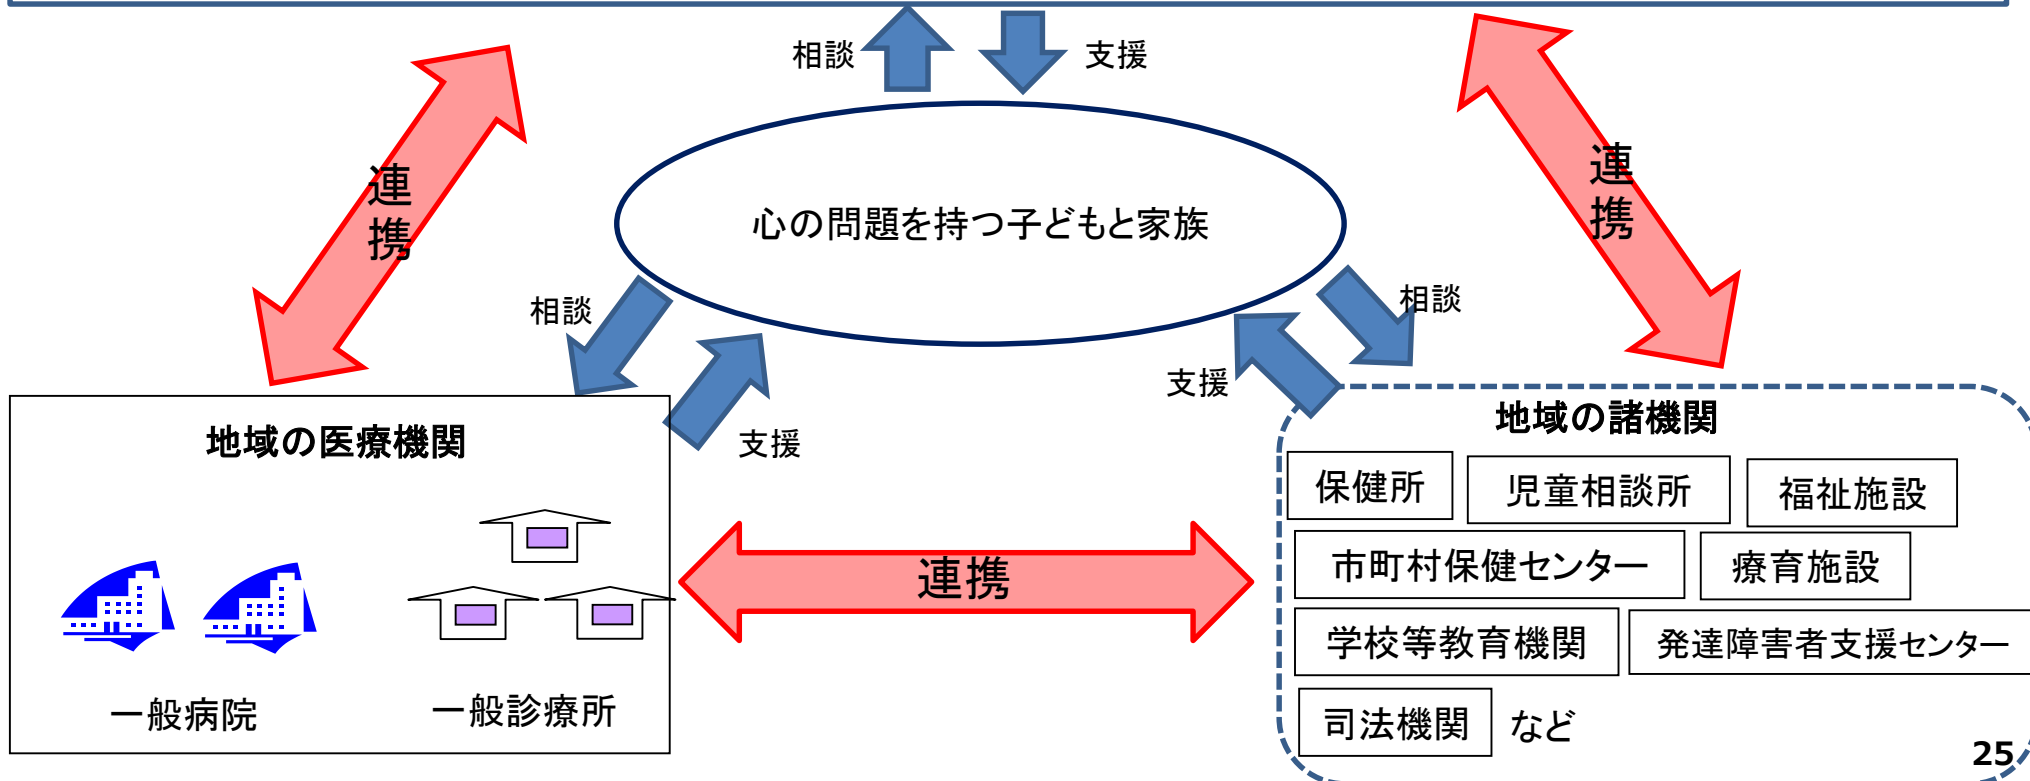 相談
支援
連携
連携
心の問題を持つ子どもと家族
相談
支援
相談
支援
地域の医療機関
一般病院
一般診療所
連携
地域の諸機関
保健所
児童相談所
福祉施設
市町村保健センター
療育施設
学校等教育機関
発達障害者支援センター
司法機関
など
25